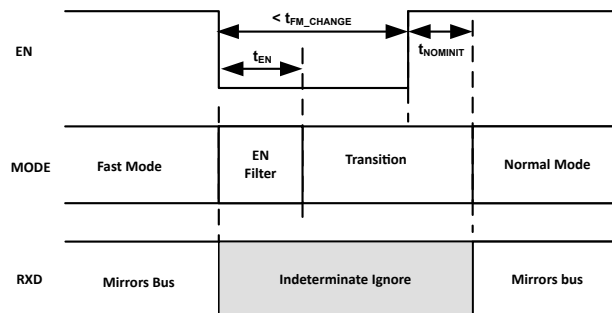 < tFM_CHANGE
EN
tEN
tNOMINIT
MODE
Fast Mode
EN
Filter
Transition
Normal Mode
RXD
Mirrors Bus
Indeterminate Ignore
Mirrors bus